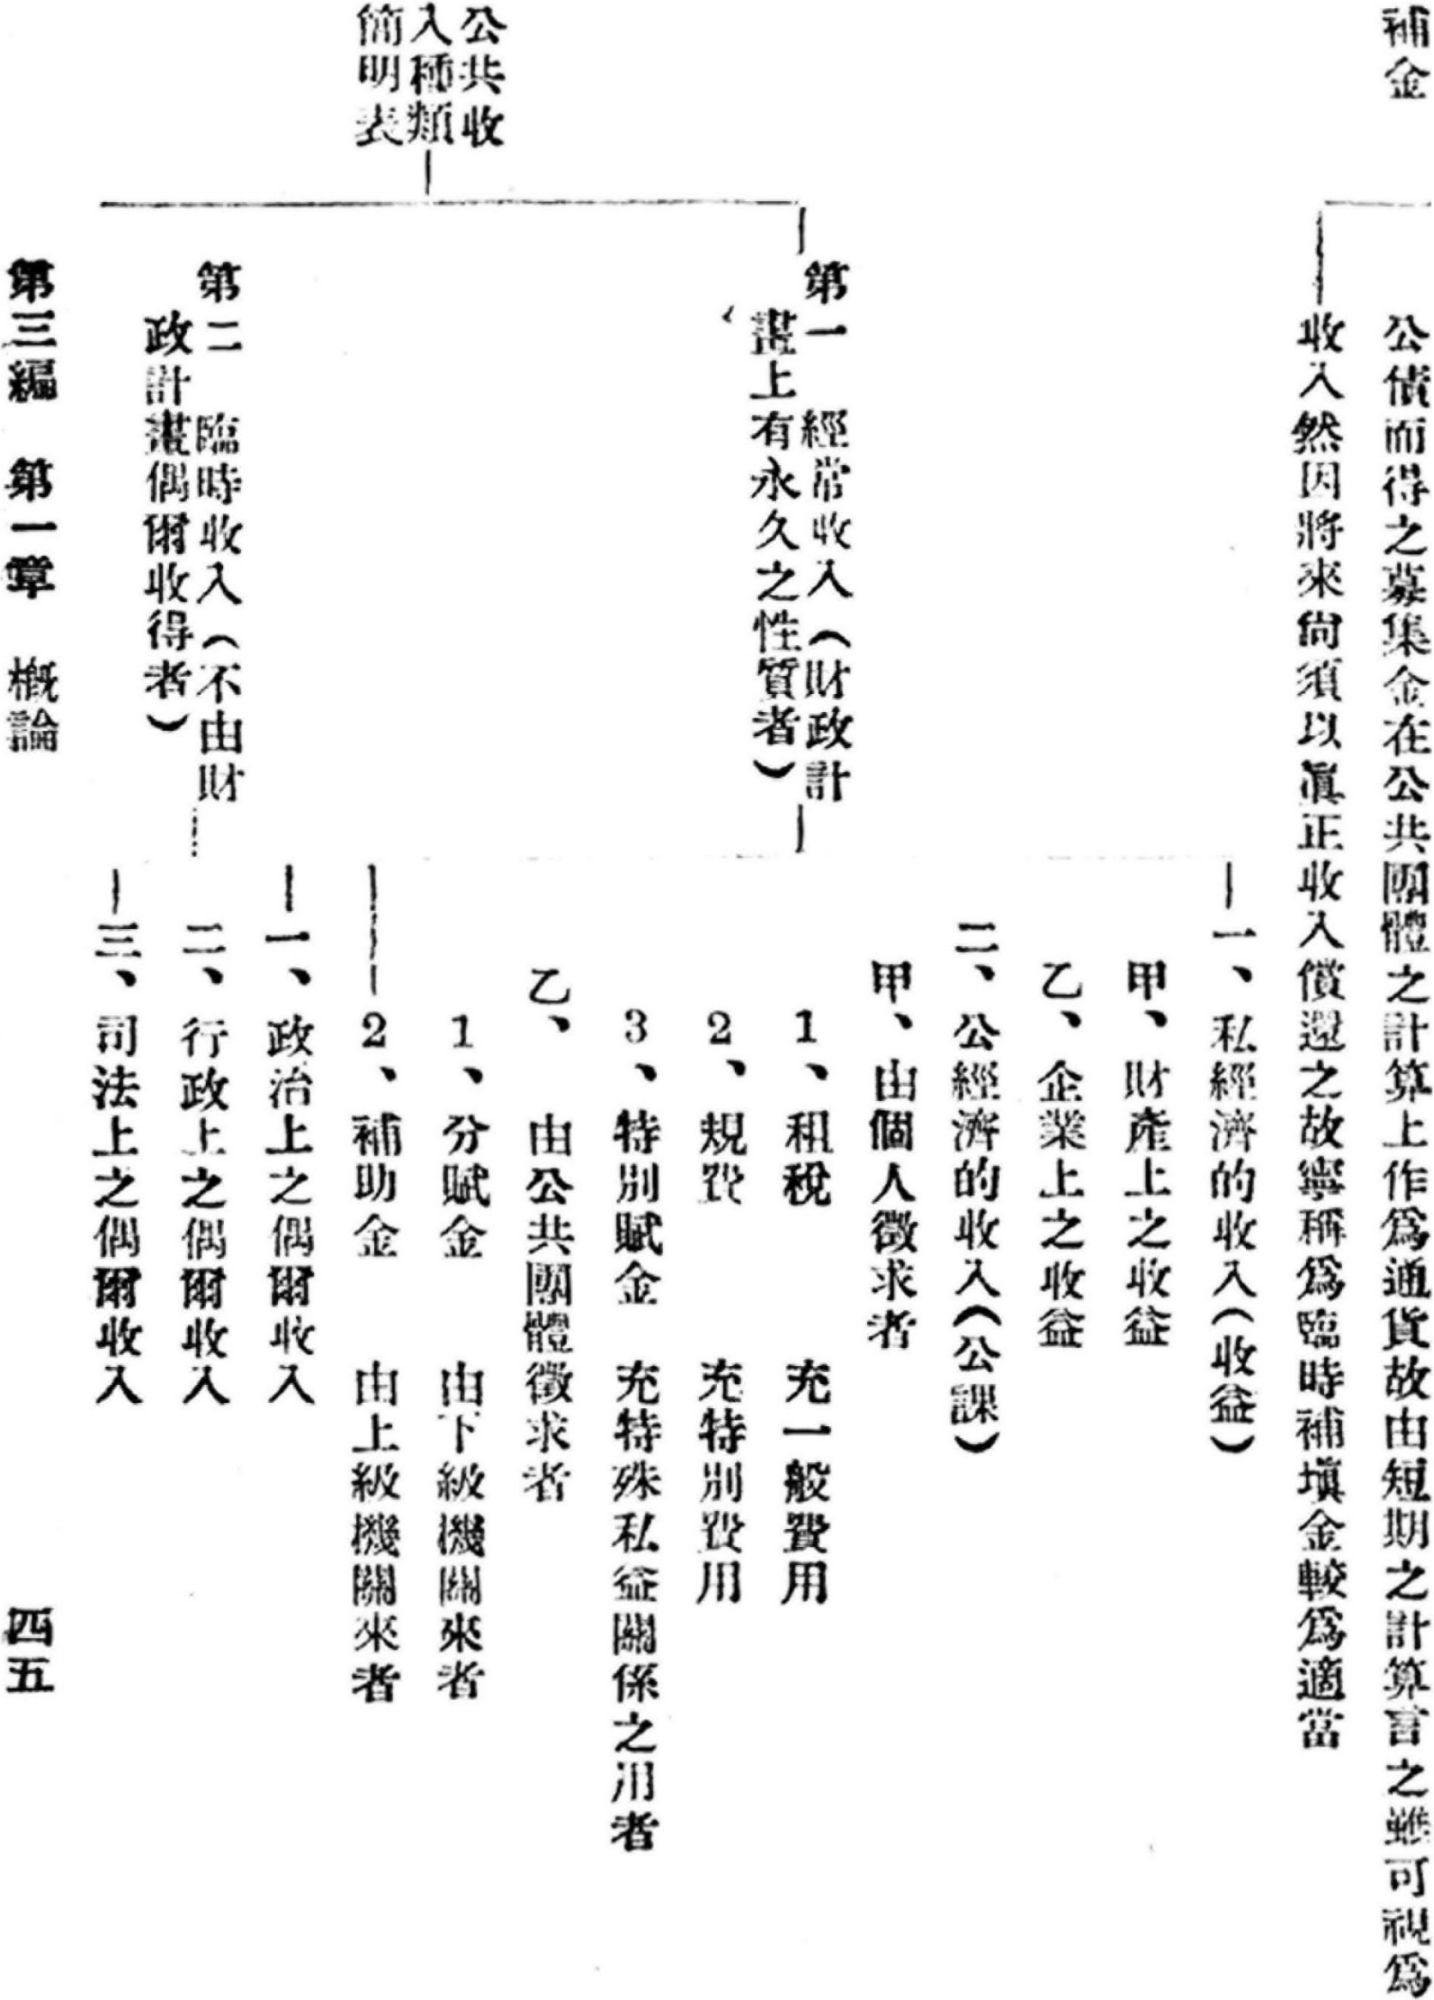 補金
公債而得之募集金在公共團體之計算上作爲通貨故由短期之計算言之雖可視爲
收入然因將來尙須以眞正收入償還之故寧稱爲臨時補塡金較爲適當
公共收
入種類
簡明表
第一　經常收入（財政計
畫上有永久之性質者）
一、私經濟的收入（收益）
甲、財產上之收益
乙、企業上之收益
二、公經濟的收入（公課）
甲、由個人徵求者
1、租稅　充一般費用
2、規費　充特別費用
3、特別賦金　充特殊私益關係之用者
乙、由公共團體徵求者
1、分賦金　由下級機關來者
2、補助金　由上級機關來者
第二　臨時收入（不由財
政計畫偶爾收得者）
一、政治上之偶爾收入
二、行政上之偶爾收入
三、司法上之偶爾收入
第三編　第一章　槪論
四五